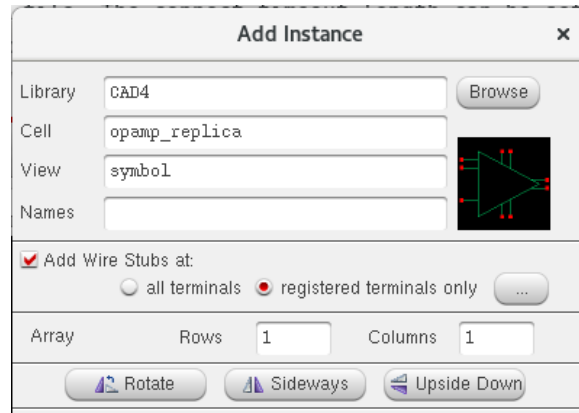 Add Instance
Library CAD4 Browse
Cell opamp_replica
View symbol
Names
Add Wire Stubs at:
all terminals registered terminals only ...
Array Rows 1 Columns 1
Rotate Sideways Upside Down